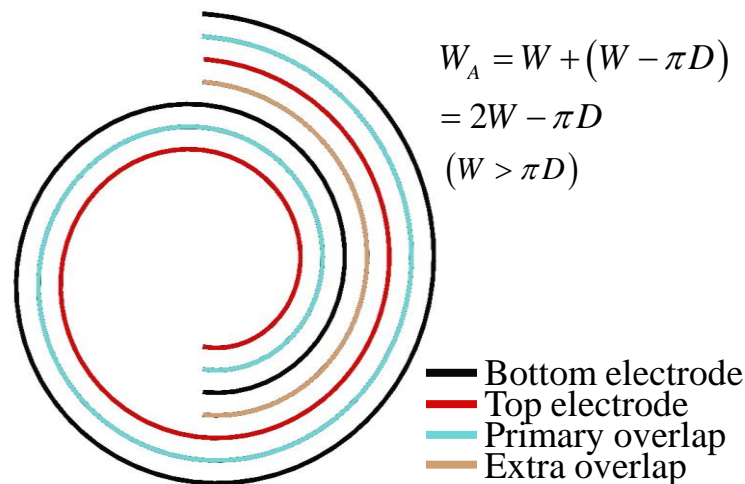 W_A = W + (W − πD)
= 2W − πD
(W > πD)
Bottom electrode
Top electrode
Primary overlap
Extra overlap